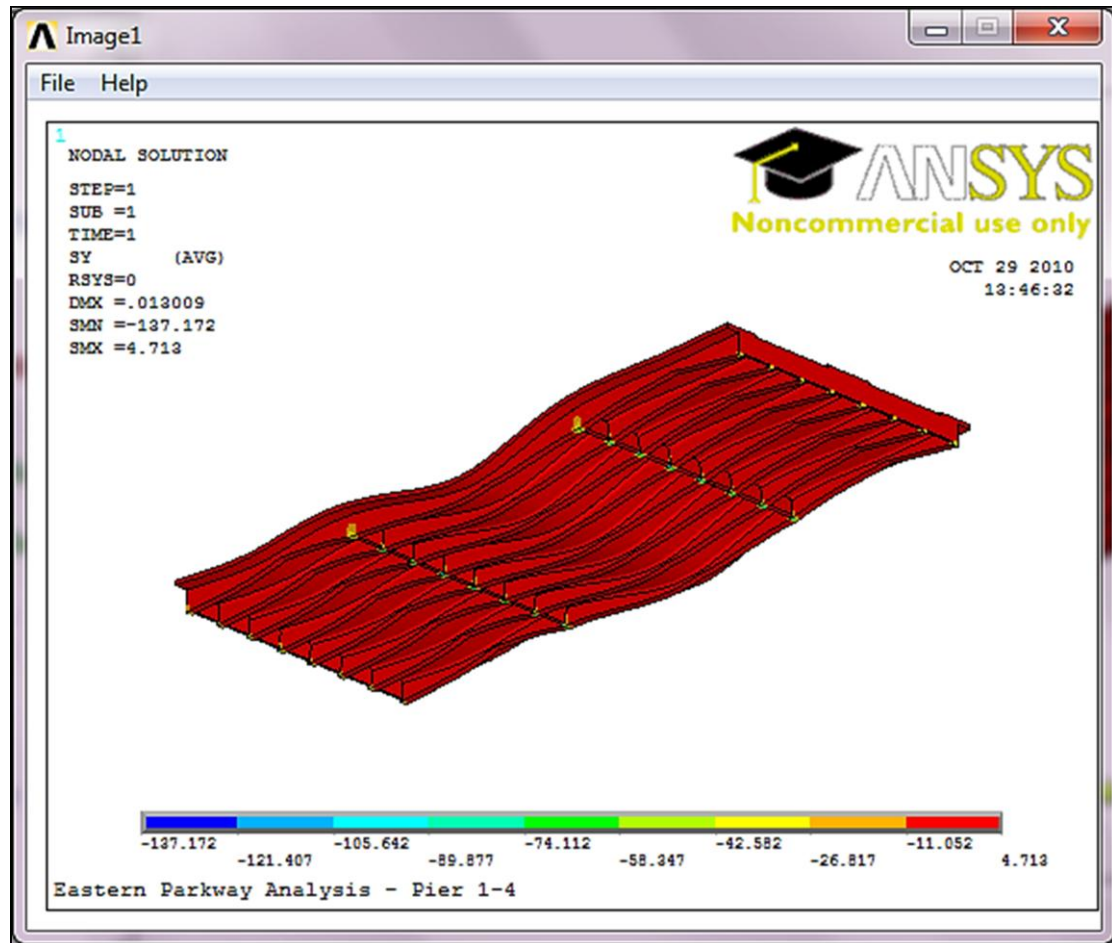 Image1
File Help
1
NODAL SOLUTION
STEP=1
SUB =1
TIME=1
SY (AVG)
RSYS=0
DMX =.013009
SMN =-137.172
SMX =4.713
ANSYS
Noncommercial use only
OCT 29 2010
13:46:32
-137.172 -105.642 -74.112 -42.582 -11.052
-121.407 -89.877 -58.347 -26.817 4.713
Eastern Parkway Analysis - Pier 1-4